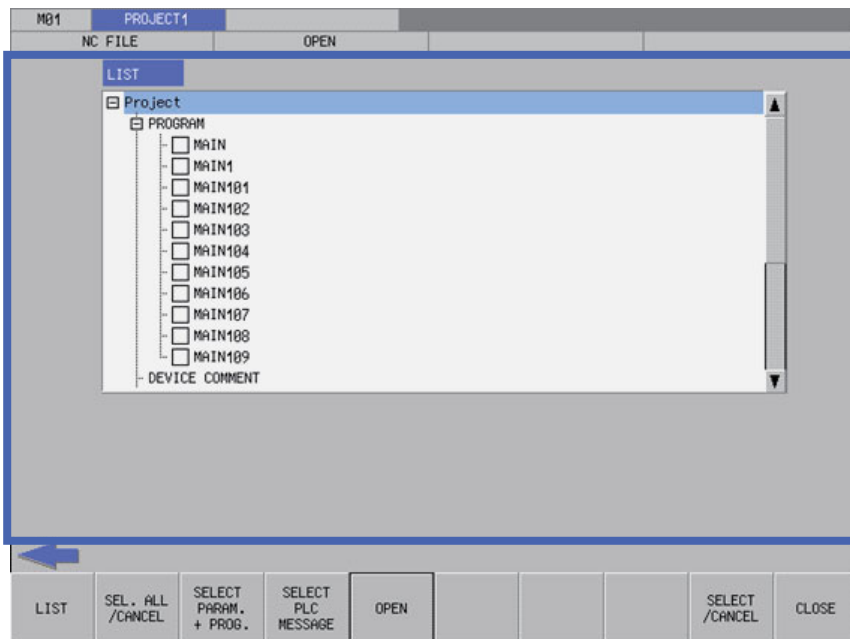 M01 PROJECT1
NC FILE OPEN
LIST
Project
PROGRAM
MAIN
MAIN1
MAIN101
MAIN102
MAIN103
MAIN104
MAIN105
MAIN106
MAIN107
MAIN108
MAIN109
DEVICE COMMENT
LIST
SEL. ALL
/CANCEL
SELECT
PARAM.
+ PROG.
SELECT
PLC
MESSAGE
OPEN
SELECT
/CANCEL
CLOSE